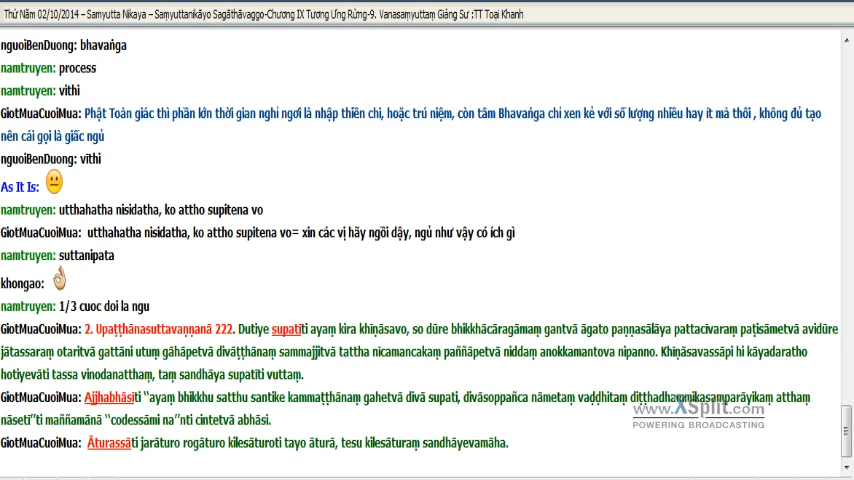 Thứ Năm 02/10/2014 – Samyutta Nikaya – Saṃyuttanikāyo Sagāthāvaggo-Chương IX Tương Ưng Rừng-9. Vanasaṃyuttaṃ Giảng Sư :TT Toại Khanh
nguoiBenDuong: bhavaṅga
namtruyen: process
namtruyen: vithi
GiotMuaCuoiMua: Phật Toàn giác thì phần lớn thời gian nghỉ ngơi là nhập thiền chi, hoặc trú niệm, còn tâm Bhavaṅga chỉ xen kẻ với số lượng nhiều hay ít mà thôi , không đủ tạo
nên cái gọi là giấc ngủ
nguoiBenDuong: vīthi
As It Is:
namtruyen: utthahatha nisidatha, ko attho supitena vo
GiotMuaCuoiMua: utthahatha nisidatha, ko attho supitena vo= xin các vị hãy ngồi dậy, ngủ như vậy có ích gì
namtruyen: suttanipata
khongao:
namtruyen: 1/3 cuoc doi la ngu
GiotMuaCuoiMua: 2. Upaṭṭhānasuttavaṇṇanā 222. Dutiye supatīti ayaṃ kira khīṇāsavo, so dūre bhikkhācāragāmaṃ gantvā āgato paṇṇasālāya pattacīvaraṃ paṭisāmetvā avidūre
jātassaraṃ otaritvā gattāni utuṃ gāhāpetvā divāṭṭhānaṃ sammajjitvā tattha nīcamancakaṃ paññāpetvā niddaṃ anokkamantova nipanno. Khīṇāsavassāpi hi kāyadaratho
hotiyevāti tassa vinodanatthaṃ, taṃ sandhāya supatīti vuttaṃ.
GiotMuaCuoiMua: Ajjhabhāsīti “ayaṃ bhikkhu satthu santike kammaṭṭhānaṃ gahetvā divā supati, divāsoppañca nāmetaṃ vaḍḍhitaṃ diṭṭhadhammikasamparāyikaṃ atthaṃ
nāsetī”ti maññamānā “codessāmi na”nti cintetvā abhāsi.
GiotMuaCuoiMua: Āturassāti jarāturo rogāturo kilesāturoti tayo āturā, tesu kilesāturaṃ sandhāyevamāha.
www.XSplit.com
POWERING BROADCASTING